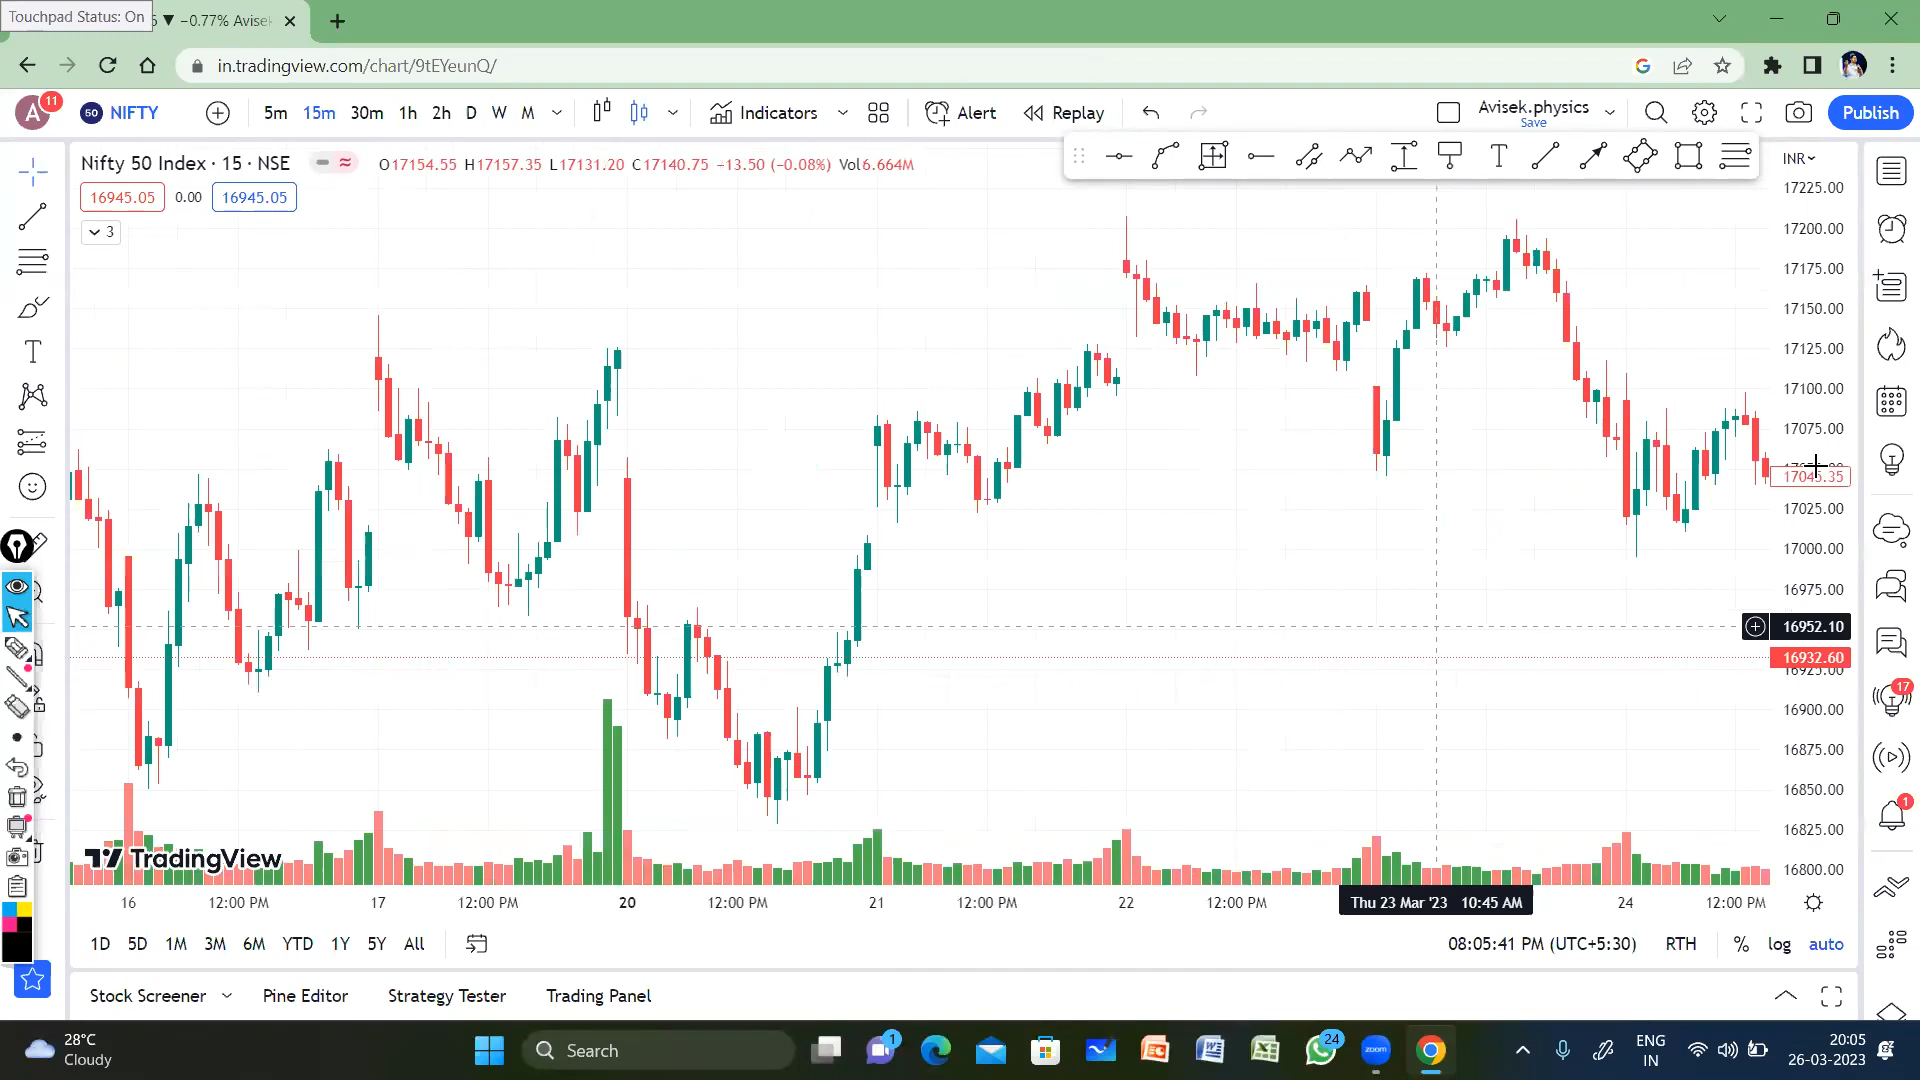 Touchpad Status: On
▼ −0.77% Avisek
in.tradingview.com/chart/9tEYeunQ/
A 11 50 NIFTY 5m 15m 30m 1h 2h D W M Indicators Alert Replay Avisek.physics Save Publish
Nifty 50 Index · 15 · NSE O17154.55 H17157.35 L17131.20 C17140.75 −13.50 (−0.08%) Vol6.664M
INR
16945.05 0.00 16945.05
3
17225.00
17200.00
17175.00
17150.00
17125.00
17100.00
17075.00
17045.35
17025.00
17000.00
16975.00
16952.10
16932.60
16925.00
16900.00
16875.00
16850.00
16825.00
16800.00
17
1
TradingView
16 12:00 PM 17 12:00 PM 20 12:00 PM 21 12:00 PM 22 12:00 PM Thu 23 Mar '23 10:45 AM 24 12:00 PM
1D 5D 1M 3M 6M YTD 1Y 5Y All 08:05:41 PM (UTC+5:30) RTH % log auto
Stock Screener Pine Editor Strategy Tester Trading Panel
28°C
Cloudy
Search
1
24
zoom
ENG
IN
20:05
26-03-2023